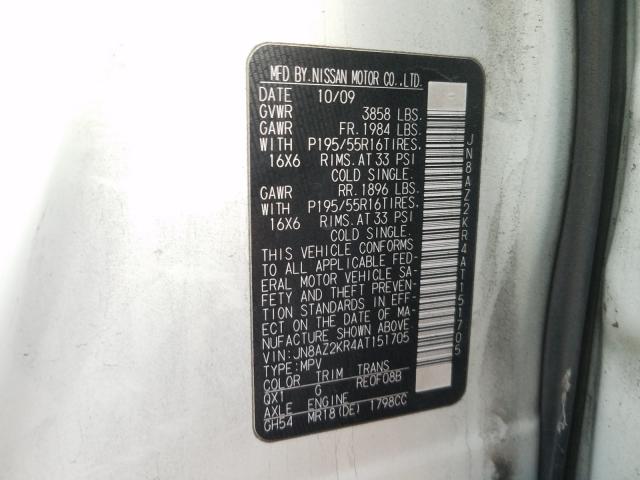 MFD BY.NISSAN MOTOR CO.,LTD.
DATE 10/09
GVWR 3858 LBS.
GAWR FR. 1984 LBS.
WITH P195/55R16TIRES.
16X6 RIMS. AT 33 PSI
COLD SINGLE.
GAWR RR. 1896 LBS.
WITH P195/55R16TIRES.
16X6 RIMS. AT 33 PSI
COLD SINGLE.
THIS VEHICLE CONFORMS
TO ALL APPLICABLE FED-
ERAL MOTOR VEHICLE SA-
FETY AND THEFT PREVEN-
TION STANDARDS IN EFF-
ECT ON THE DATE OF MA-
NUFACTURE SHOWN ABOVE.
VIN:JN8AZ2KR4AT151705
TYPE:MPV
COLOR TRIM TRANS
QX1 G RE0F08B
AXLE ENGINE
GH54 MR18(DE) 1798CC
JN8AZ2KR4AT151705